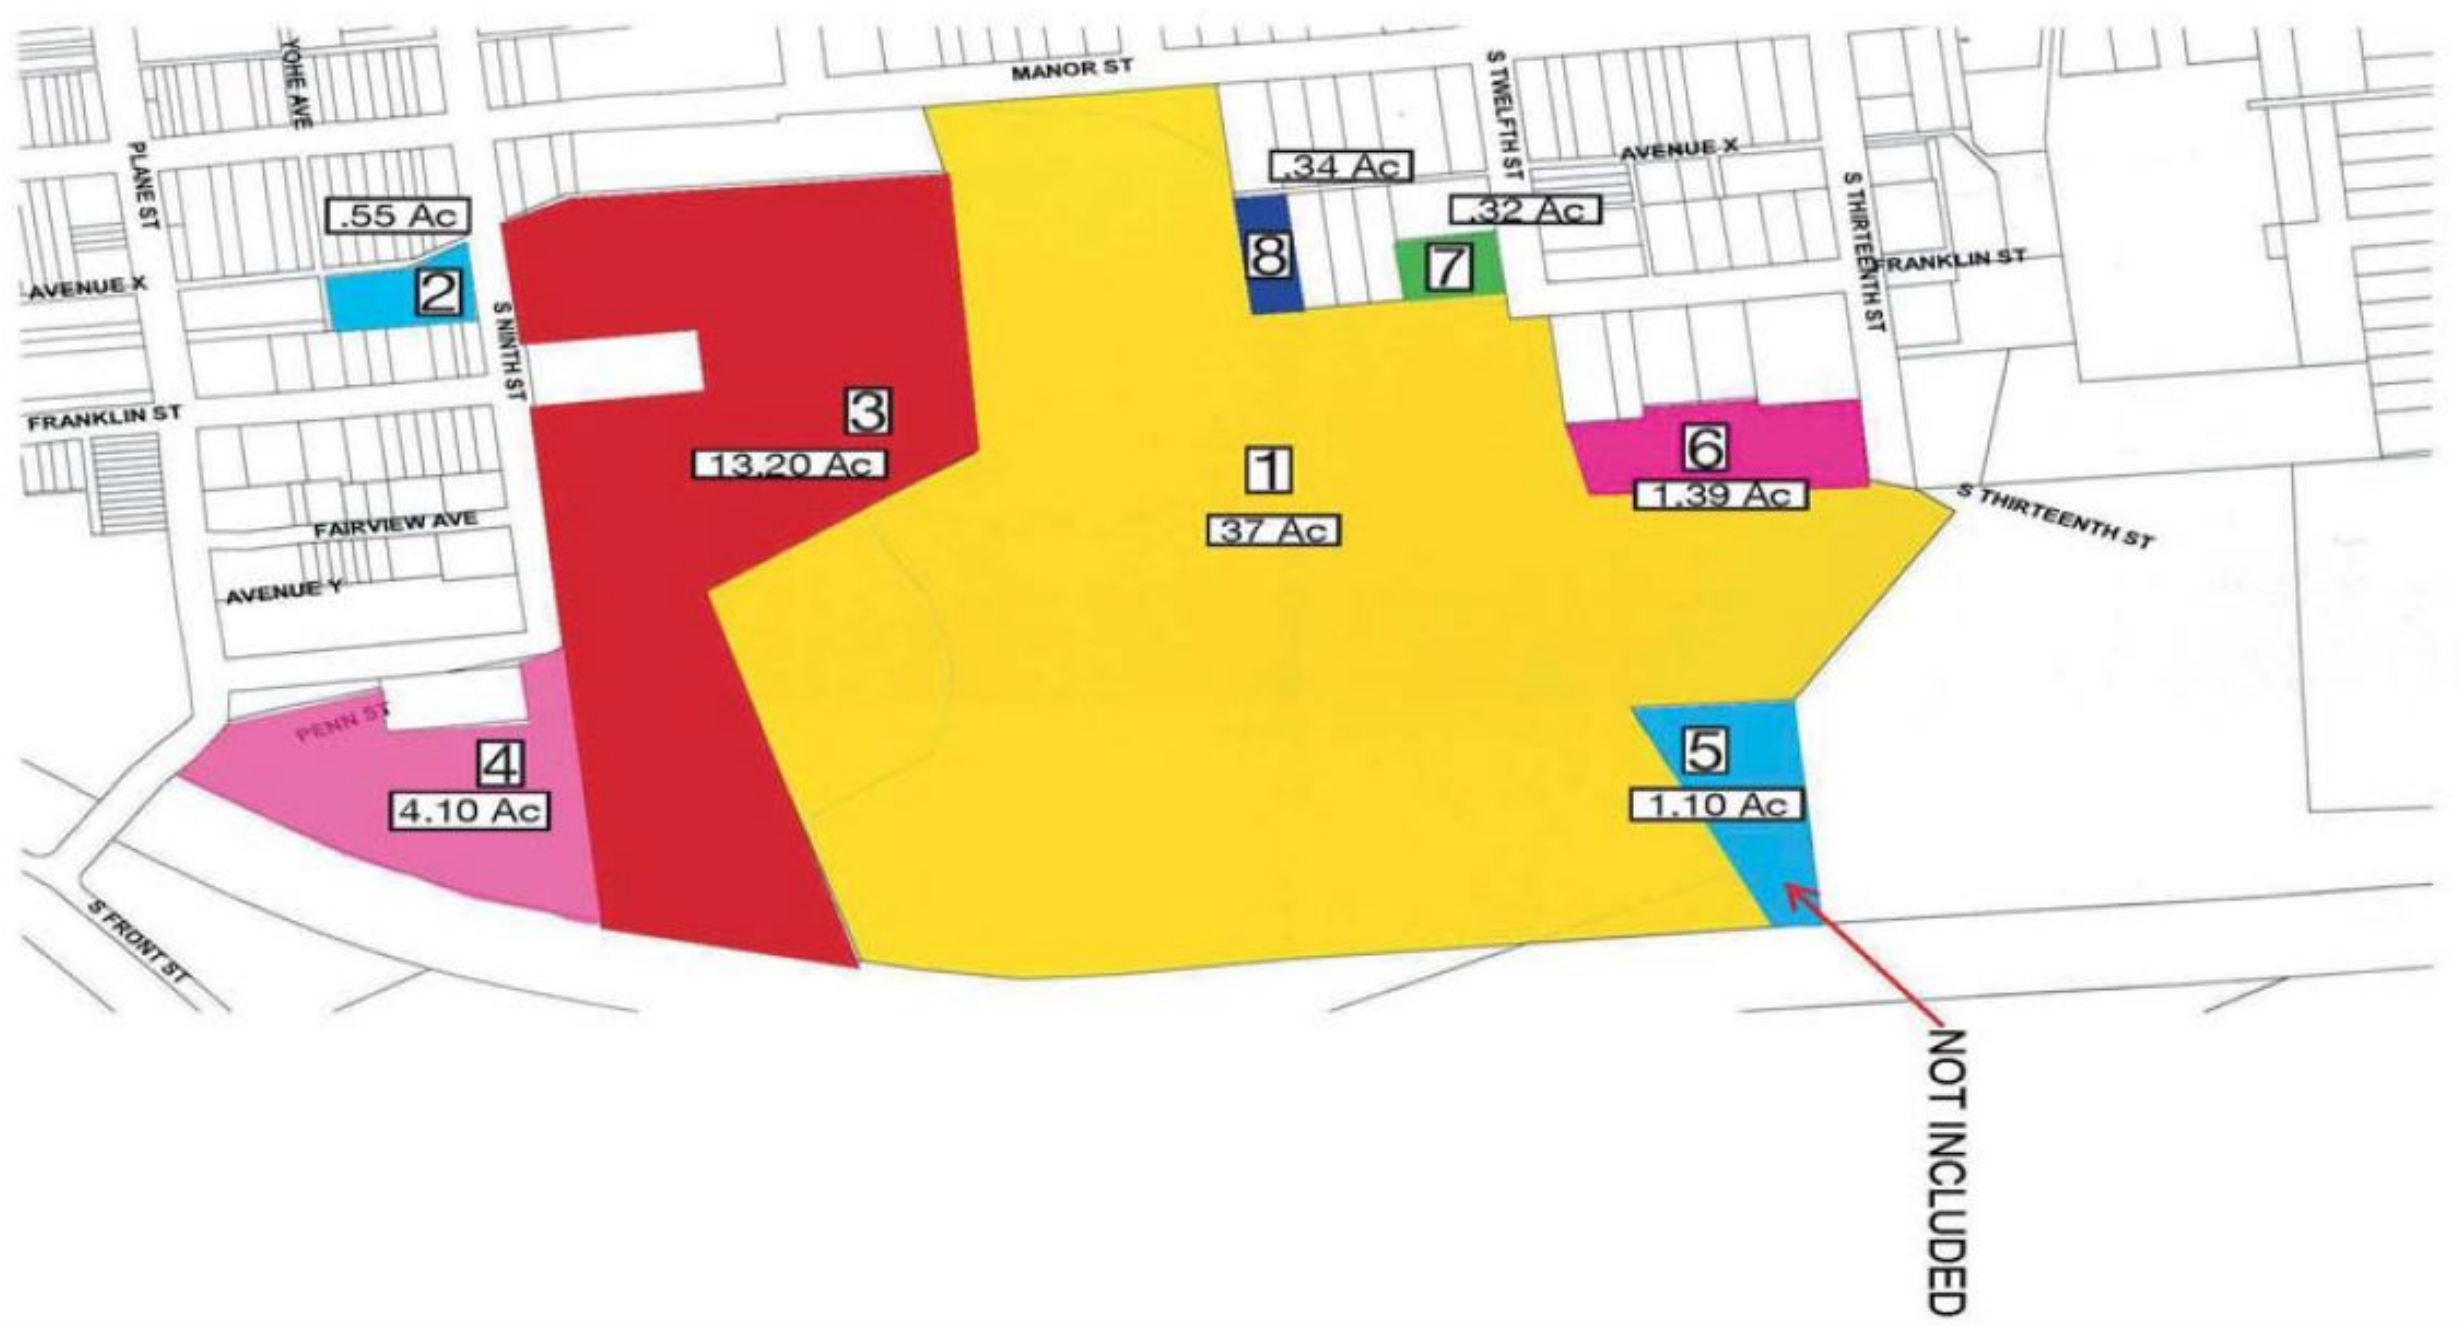 MANOR ST
YOHE AVE
S TWELFTH ST
AVENUE X
PLANE ST
.34 Ac
S THIRTEENTH ST
.55 Ac
.32 Ac
8
7
FRANKLIN ST
AVENUE X
2
S NINTH ST
FRANKLIN ST
3
13.20 Ac
1
37 Ac
6
1.39 Ac
S THIRTEENTH ST
FAIRVIEW AVE
AVENUE Y
PENN ST
4
4.10 Ac
5
1.10 Ac
S FRONT ST
NOT INCLUDED